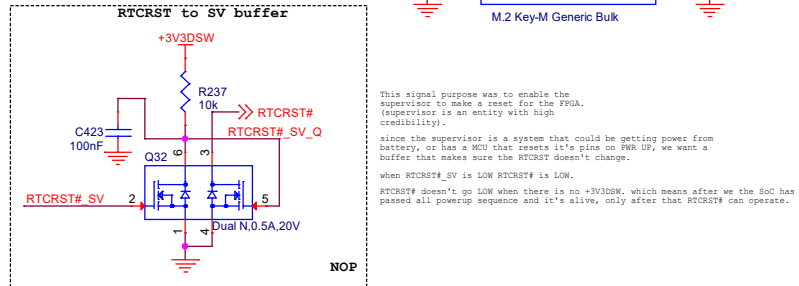 RTCRST to SV buffer
M.2 Key-M Generic Bulk
+3V3DSW
R237
10k
RTCRST#
RTCRST#_SV_Q
C423
100nF
Q32
6
3
RTCRST#_SV
2
5
1
4
Dual N,0.5A,20V
NOP
This signal purpose was to enable the
supervisor to make a reset for the FPGA.
(supervisor is an entity with high
credibility).
since the supervisor is a system that could be getting power from
battery, or has a MCU that resets it's pins on PWR UP, we want a
buffer that makes sure the RTCRST doesn't change.
when RTCRST#_SV is LOW RTCRST# is LOW.
RTCRST# doesn't go LOW when there is no +3V3DSW. which means after we the SoC has
passed all powerup sequence and it's alive, only after that RTCRST# can operate.